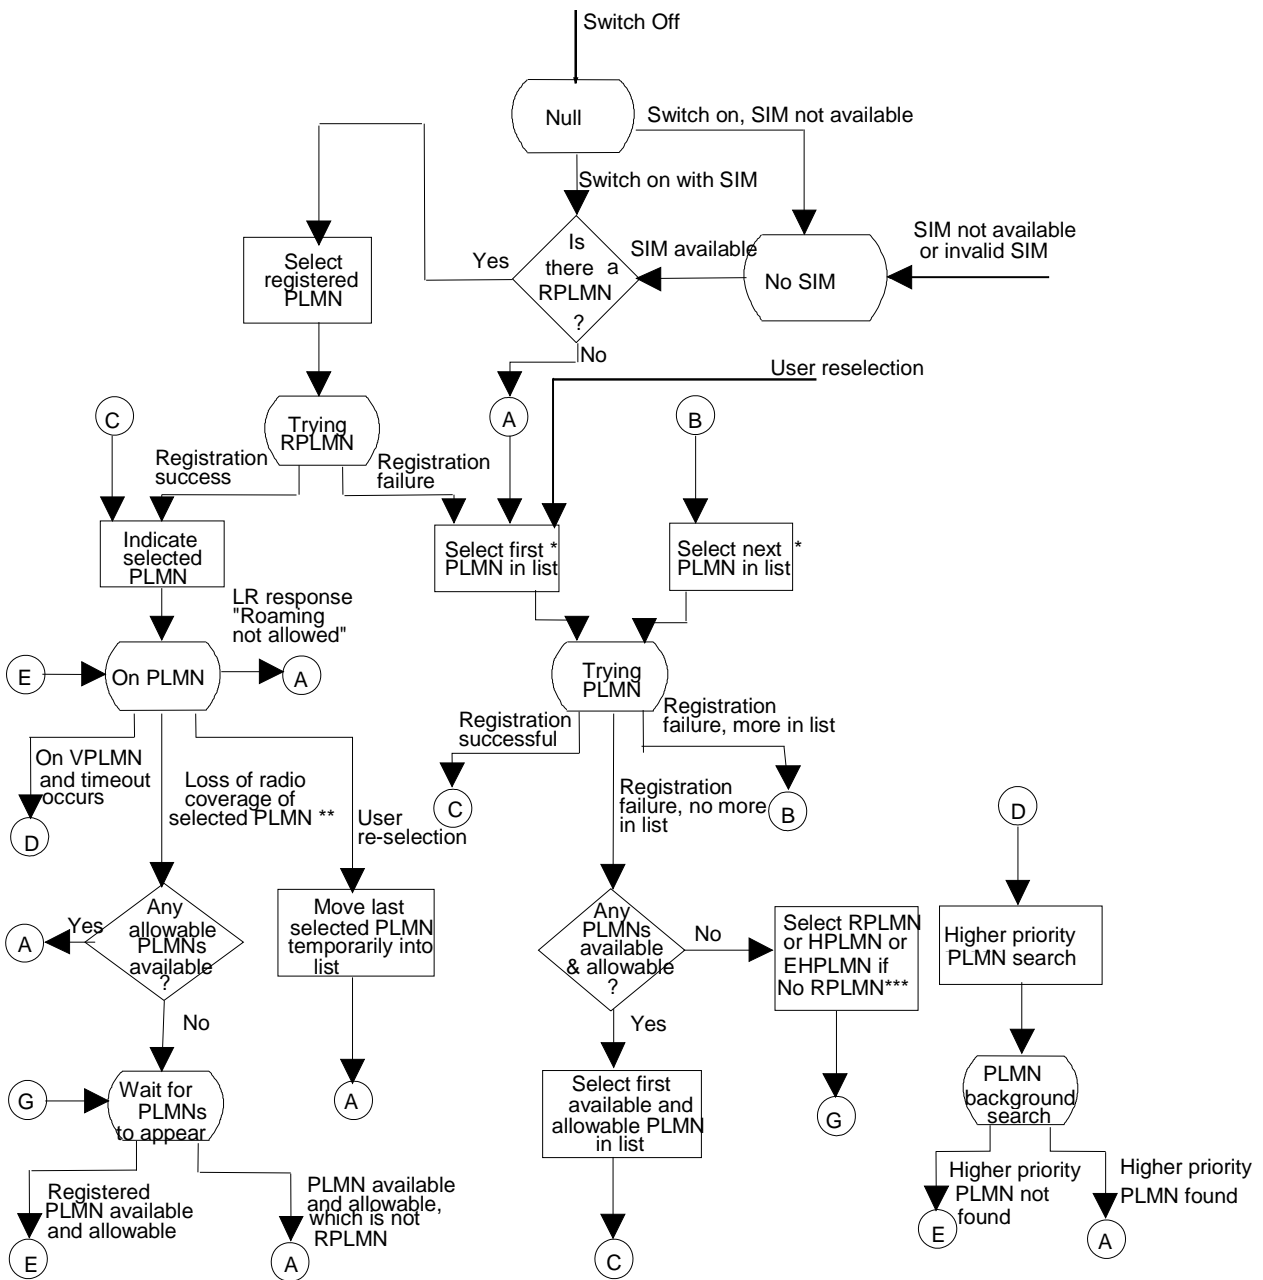 Switch Off
Null
Switch on, SIM not available
Switch on with SIM
SIM not available
or invalid SIM
Is
there a
RPLMN
?
SIM available
No SIM
Yes
Select
registered
PLMN
No
User reselection
C
Trying
RPLMN
A
B
Registration
success
Registration
failure
Indicate
selected
PLMN
Select first *
PLMN in list
Select next *
PLMN in list
LR response
"Roaming
not allowed"
E
On PLMN
A
Trying
PLMN
Registration
successful
Registration
failure, more in list
On VPLMN
and timeout
occurs
Loss of radio
coverage of
selected PLMN **
User
re-selection
Registration
failure, no more
in list
D
C
B
D
Any
allowable
PLMNs
available
?
Yes
A
Move last
selected PLMN
temporarily into
list
Any
PLMNs
available
& allowable
?
No
Select RPLMN
or HPLMN or
EHPLMN if
No RPLMN***
Higher priority
PLMN search
No
Yes
G
Wait for
PLMNs
to appear
A
Select first
available and
allowable PLMN
in list
G
PLMN
background
search
Registered
PLMN available
and allowable
PLMN available
and allowable,
which is not
RPLMN
Higher priority
PLMN not
found
Higher priority
PLMN found
E
A
C
E
A